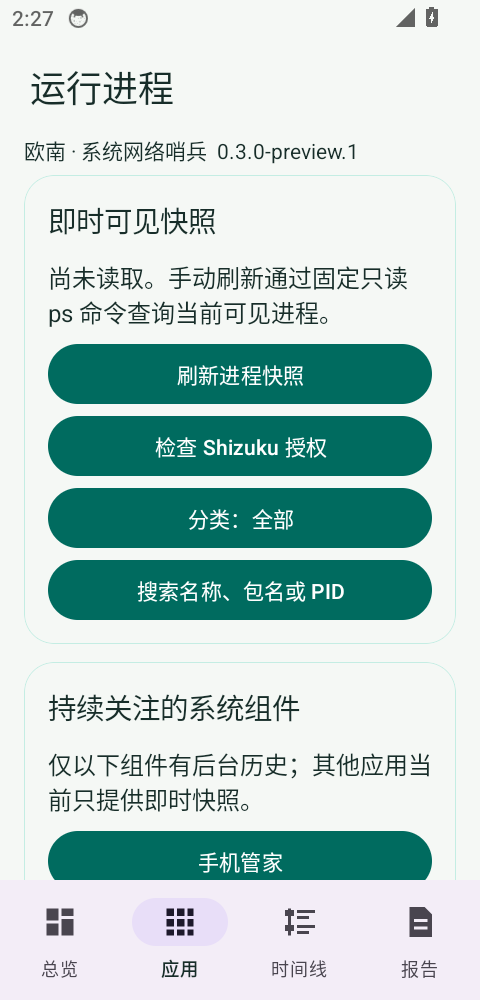 2:27
运行进程
欧南 · 系统网络哨兵 0.3.0-preview.1
即时可见快照
尚未读取。手动刷新通过固定只读
ps 命令查询当前可见进程。
刷新进程快照
检查 Shizuku 授权
分类：全部
搜索名称、包名或 PID
持续关注的系统组件
仅以下组件有后台历史；其他应用当
前只提供即时快照。
手机管家
总览
应用
时间线
报告